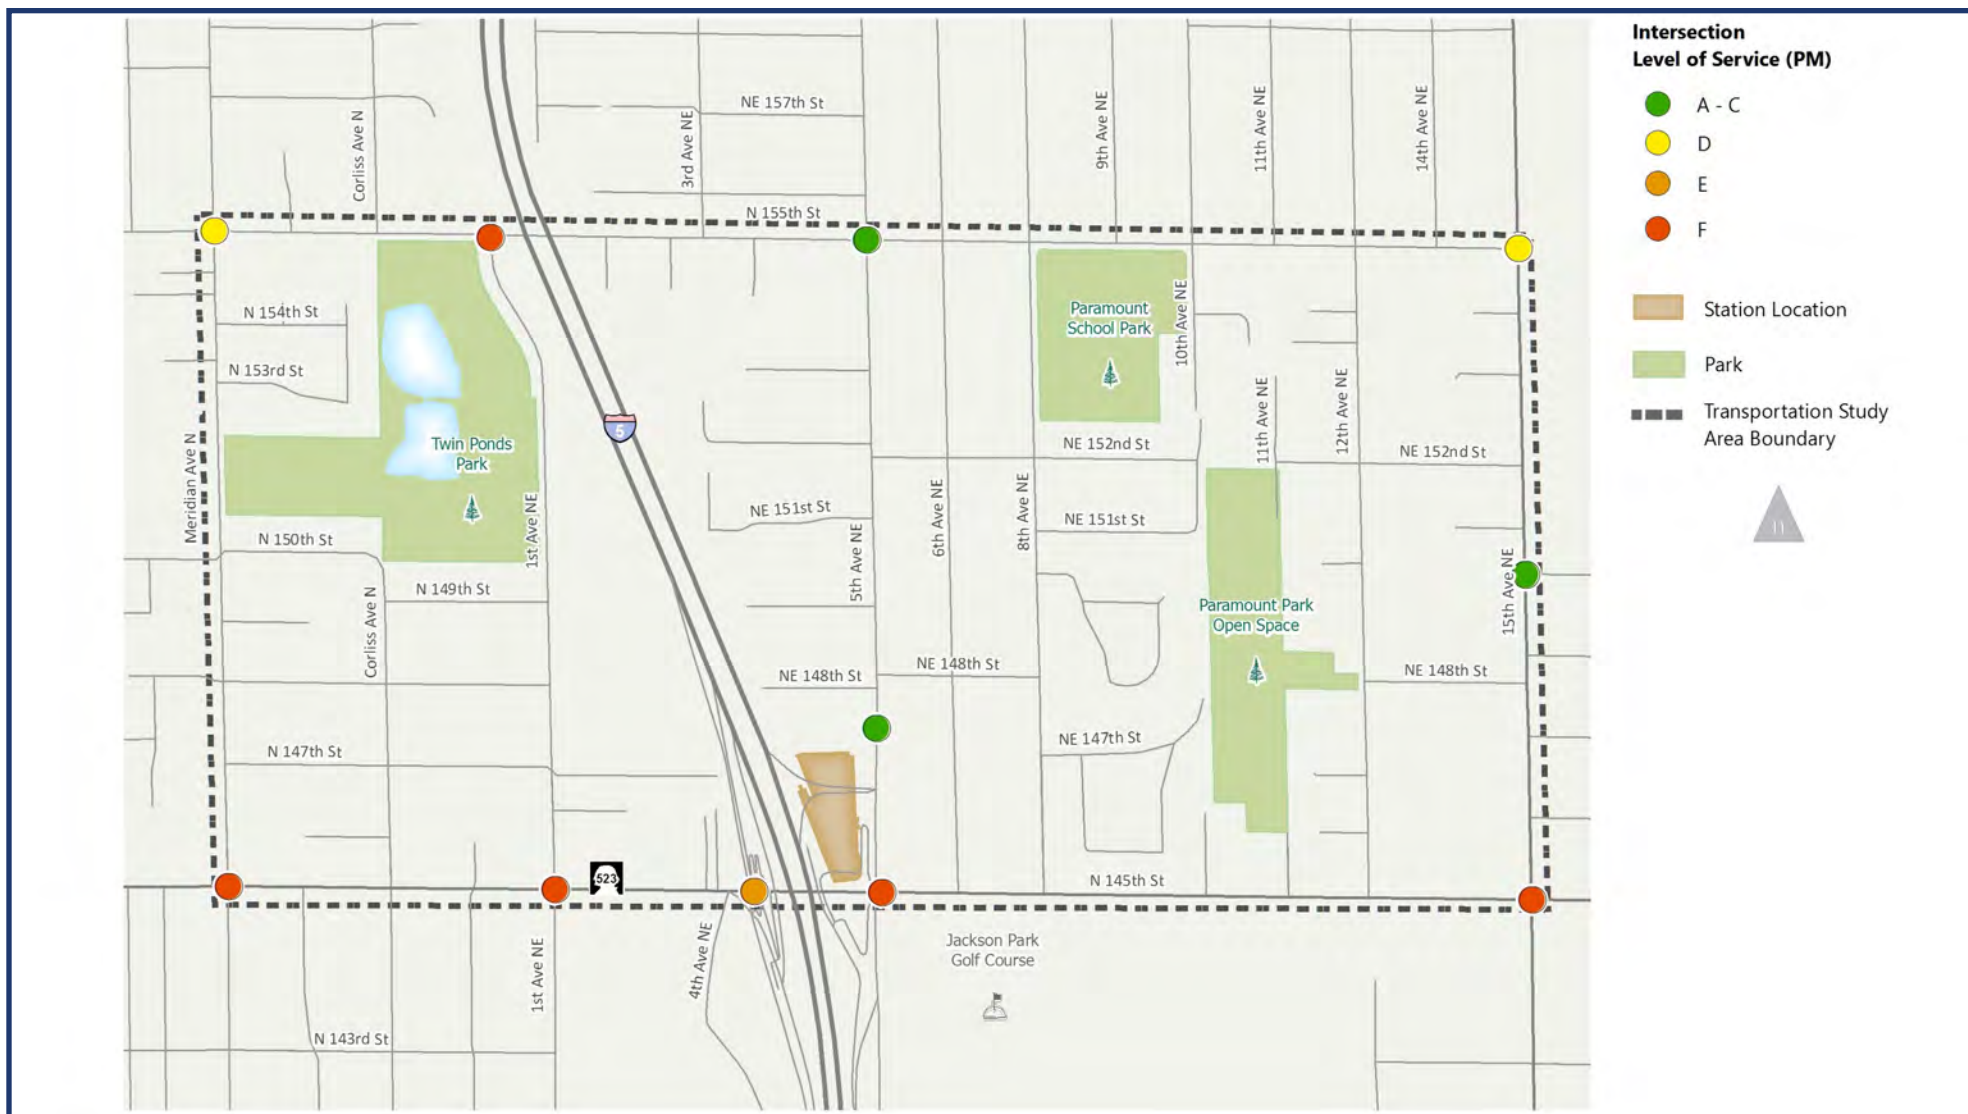 Intersection
Level of Service (PM)
A - C
D
E
F
Station Location
Park
Transportation Study
Area Boundary
NE 157th St
Corliss Ave N
3rd Ave NE
9th Ave NE
11th Ave NE
14th Ave NE
N 155th St
N 154th St
N 153rd St
Paramount
School Park
10th Ave NE
5
Twin Ponds
Park
Meridian Ave N
1st Ave NE
NE 152nd St
11th Ave NE
12th Ave NE
NE 152nd St
NE 151st St
NE 151st St
5th Ave NE
6th Ave NE
8th Ave NE
N 150th St
N 149th St
Corliss Ave N
Paramount Park
Open Space
15th Ave NE
NE 148th St
NE 148th St
NE 148th St
N 147th St
NE 147th St
523
N 145th St
1st Ave NE
4th Ave NE
Jackson Park
Golf Course
N 143rd St